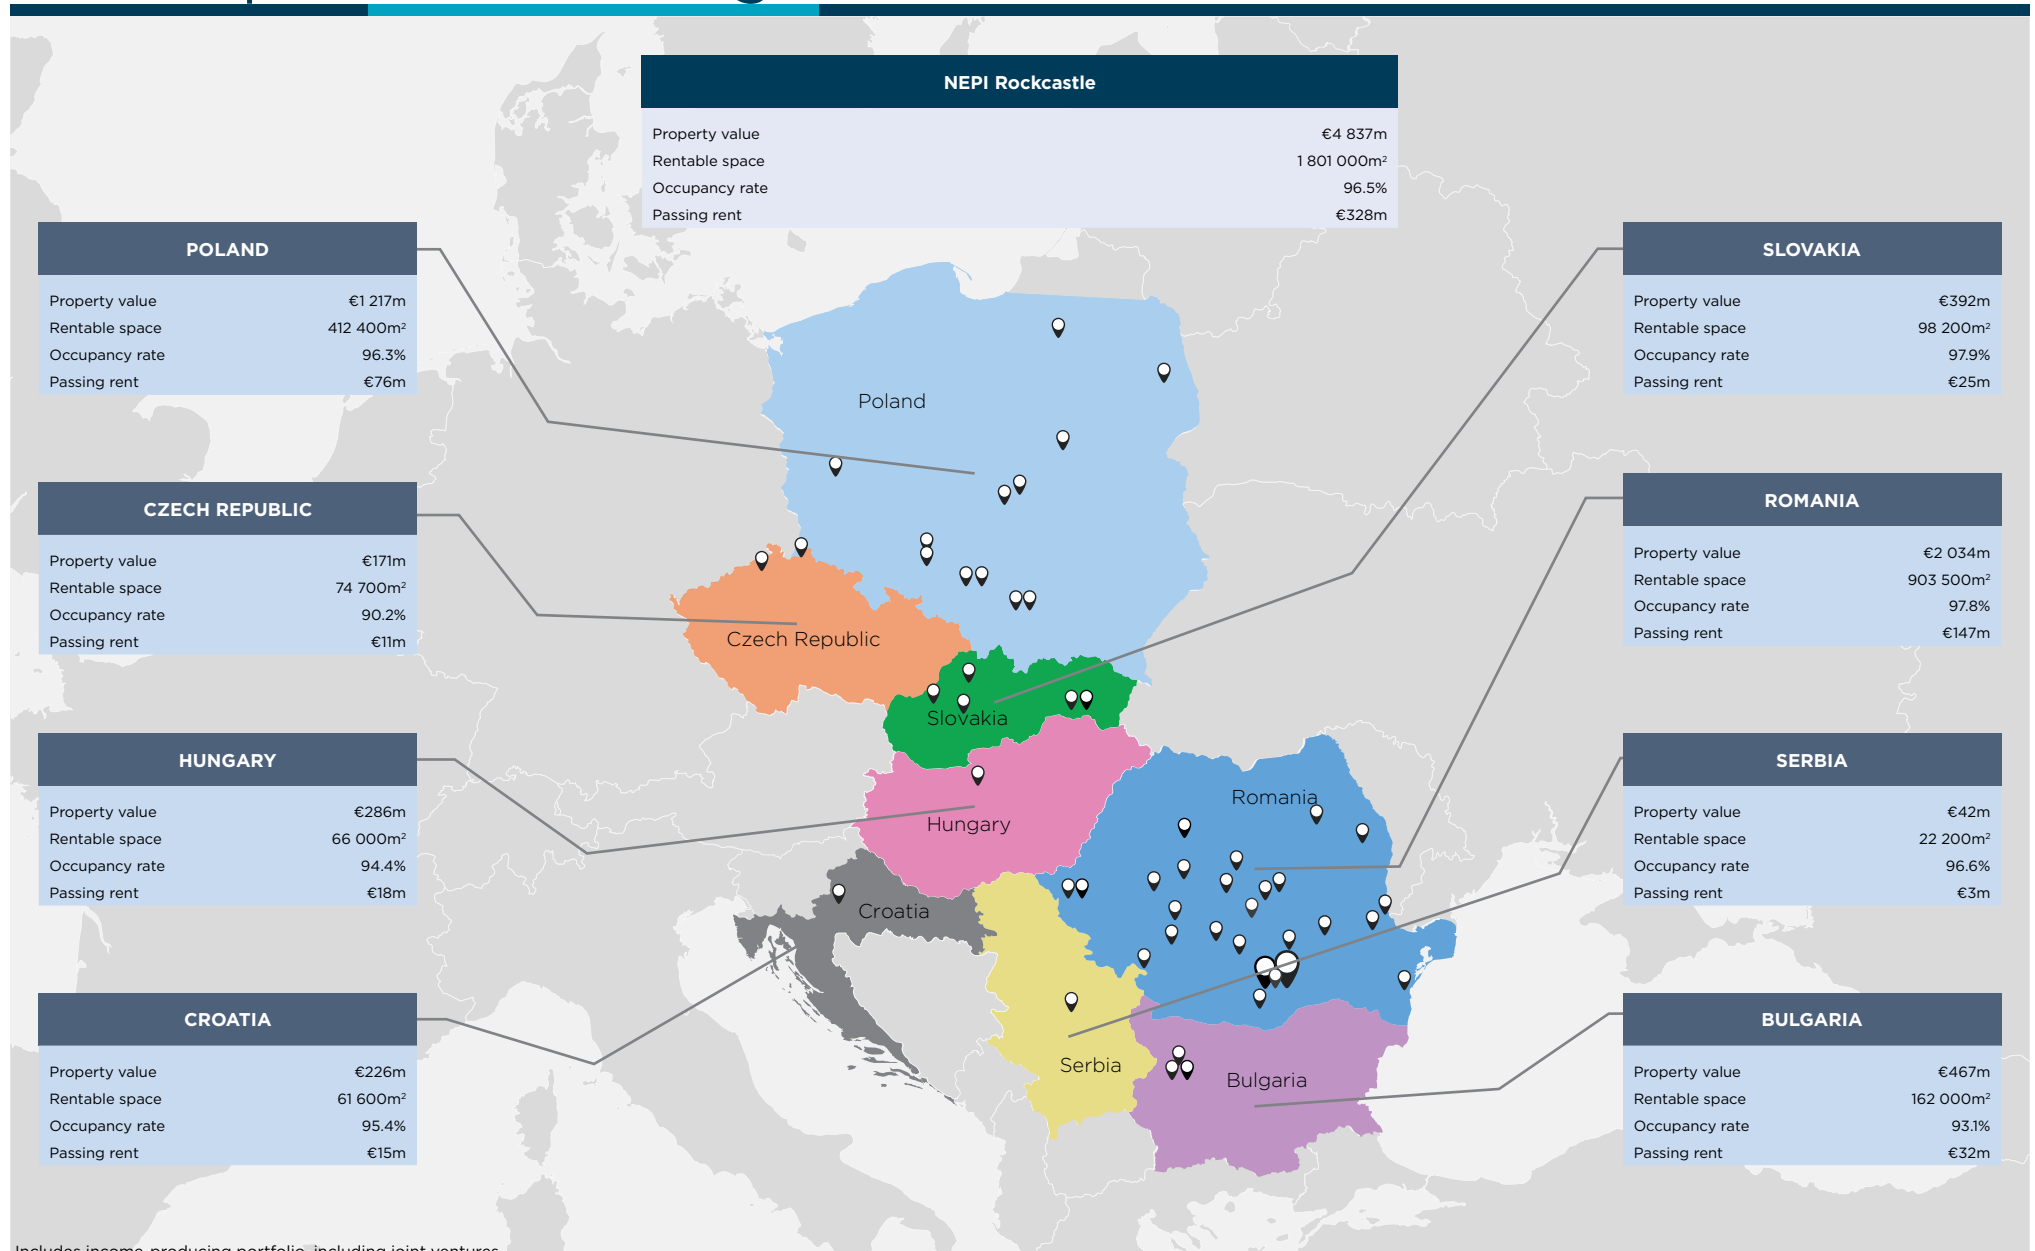 NEPI Rockcastle
Property value €4 837m
Rentable space 1 801 000m²
Occupancy rate 96.5%
Passing rent €328m
POLAND
Property value €1 217m
Rentable space 412 400m²
Occupancy rate 96.3%
Passing rent €76m
SLOVAKIA
Property value €392m
Rentable space 98 200m²
Occupancy rate 97.9%
Passing rent €25m
CZECH REPUBLIC
Property value €171m
Rentable space 74 700m²
Occupancy rate 90.2%
Passing rent €11m
ROMANIA
Property value €2 034m
Rentable space 903 500m²
Occupancy rate 97.8%
Passing rent €147m
HUNGARY
Property value €286m
Rentable space 66 000m²
Occupancy rate 94.4%
Passing rent €18m
SERBIA
Property value €42m
Rentable space 22 200m²
Occupancy rate 96.6%
Passing rent €3m
CROATIA
Property value €226m
Rentable space 61 600m²
Occupancy rate 95.4%
Passing rent €15m
BULGARIA
Property value €467m
Rentable space 162 000m²
Occupancy rate 93.1%
Passing rent €32m
Poland
Czech Republic
Slovakia
Romania
Hungary
Croatia
Serbia
Bulgaria
Includes income-producing portfolio, including joint ventures